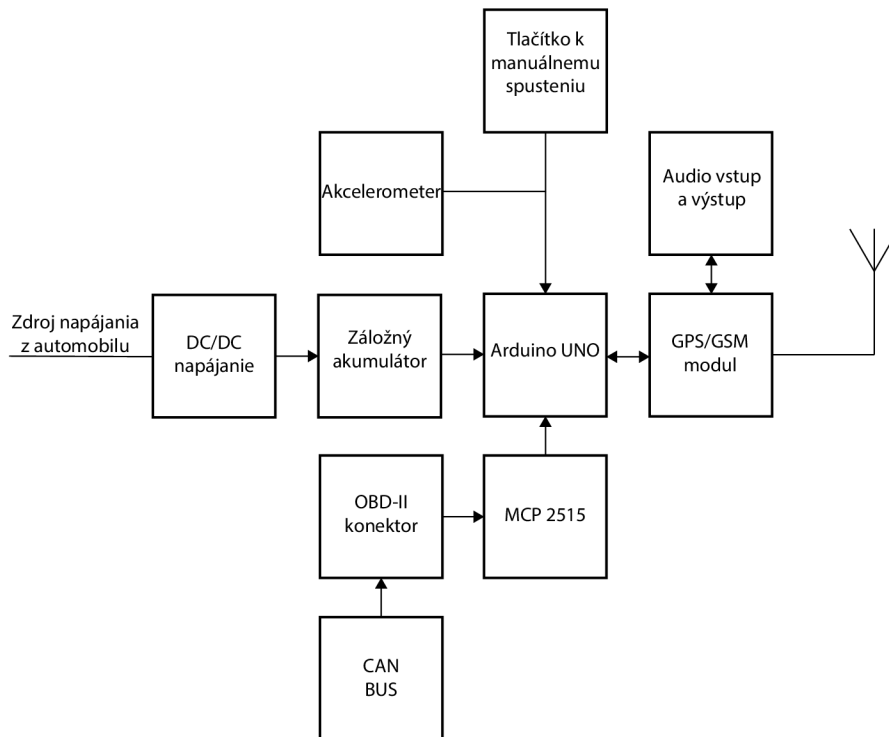 Tlačítko k
manuálnemu
spusteniu
Akcelerometer
Audio vstup
a výstup
Zdroj napájania
z automobilu
DC/DC
napájanie
Záložný
akumulátor
Arduino UNO
GPS/GSM
modul
OBD-II
konektor
MCP 2515
CAN
BUS